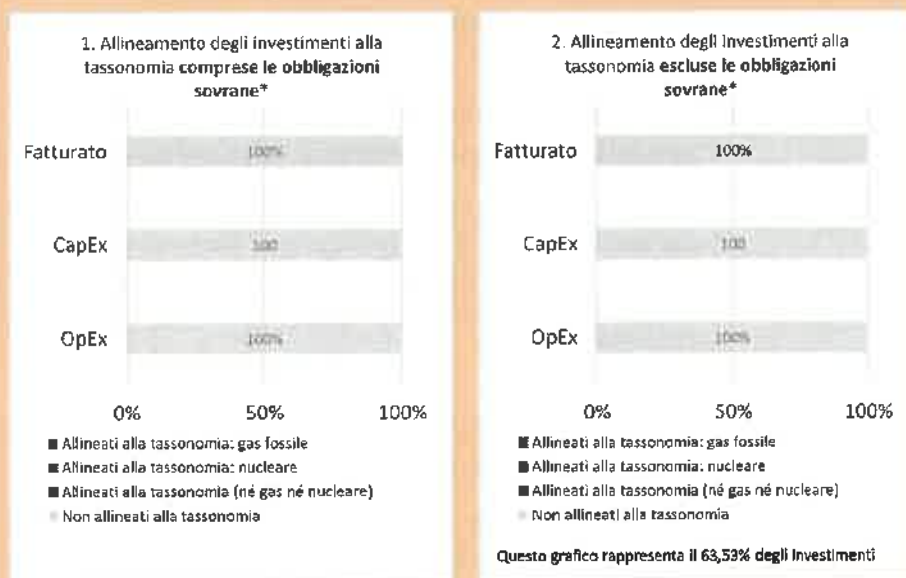 1. Allineamento degli investimenti alla
tassonomia comprese le obbligazioni
sovrane*
Fatturato
100%
CapEx
100
OpEx
100%
0% 50% 100%
Allineati alla tassonomia: gas fossile
Allineati alla tassonomia: nucleare
Allineati alla tassonomia (né gas né nucleare)
Non allineati alla tassonomia
2. Allineamento degli investimenti alla
tassonomia escluse le obbligazioni
sovrane*
Fatturato
100%
CapEx
100
OpEx
100%
0% 50% 100%
Allineati alla tassonomia: gas fossile
Allineati alla tassonomia: nucleare
Allineati alla tassonomia (né gas né nucleare)
Non allineati alla tassonomia
Questo grafico rappresenta il 63,53% degli investimenti